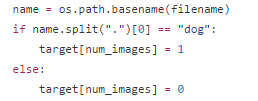 name = os.path.basename(filename)
if name.split(".")[0] == "dog":
    target[num_images] = 1
else:
    target[num_images] = 0